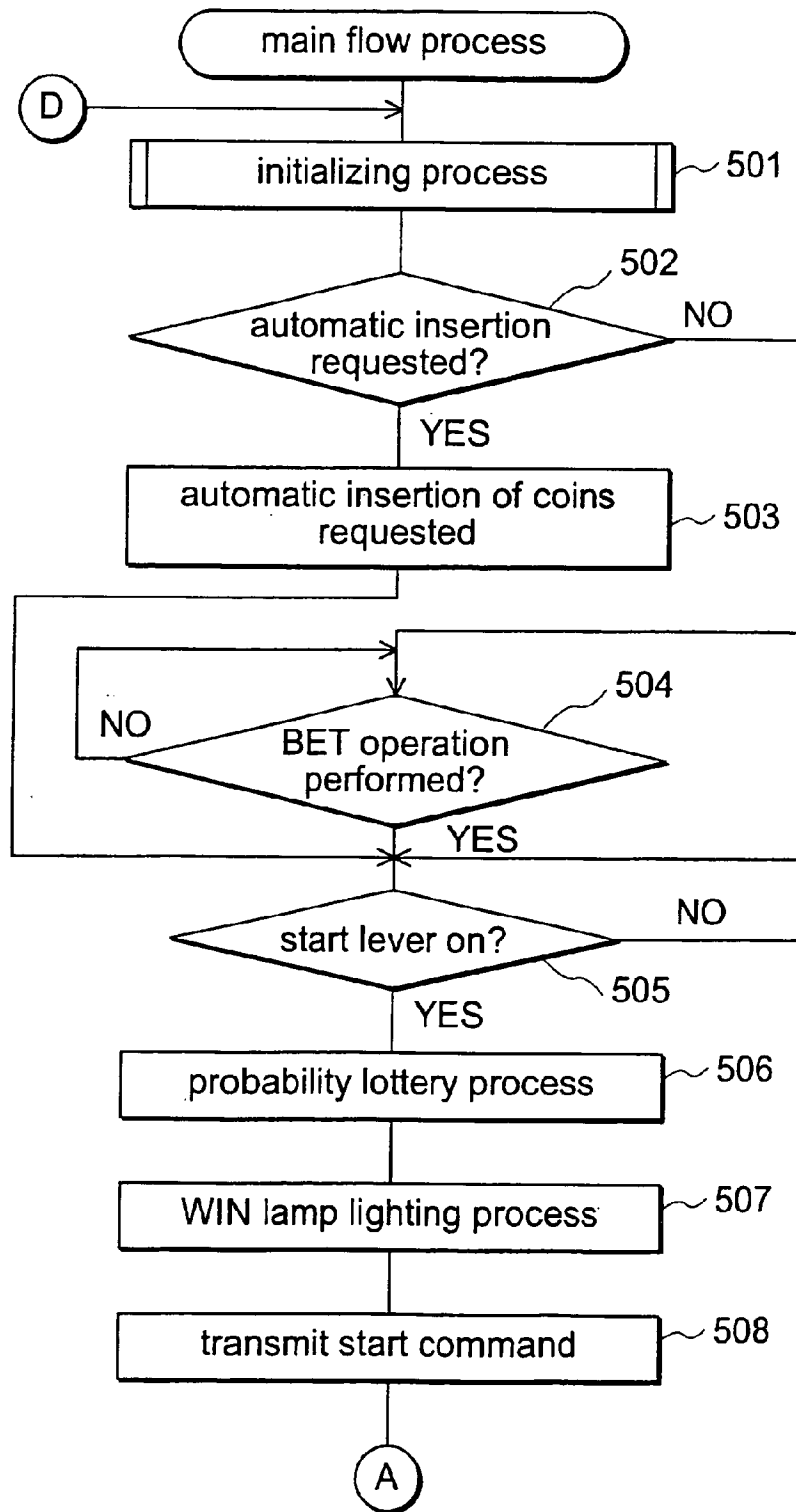 main flow process
D
initializing process
501
502
automatic insertion
requested?
NO
YES
automatic insertion of coins
requested
503
504
NO
BET operation
performed?
YES
NO
start lever on?
505
YES
probability lottery process
506
WIN lamp lighting process
507
transmit start command
508
A